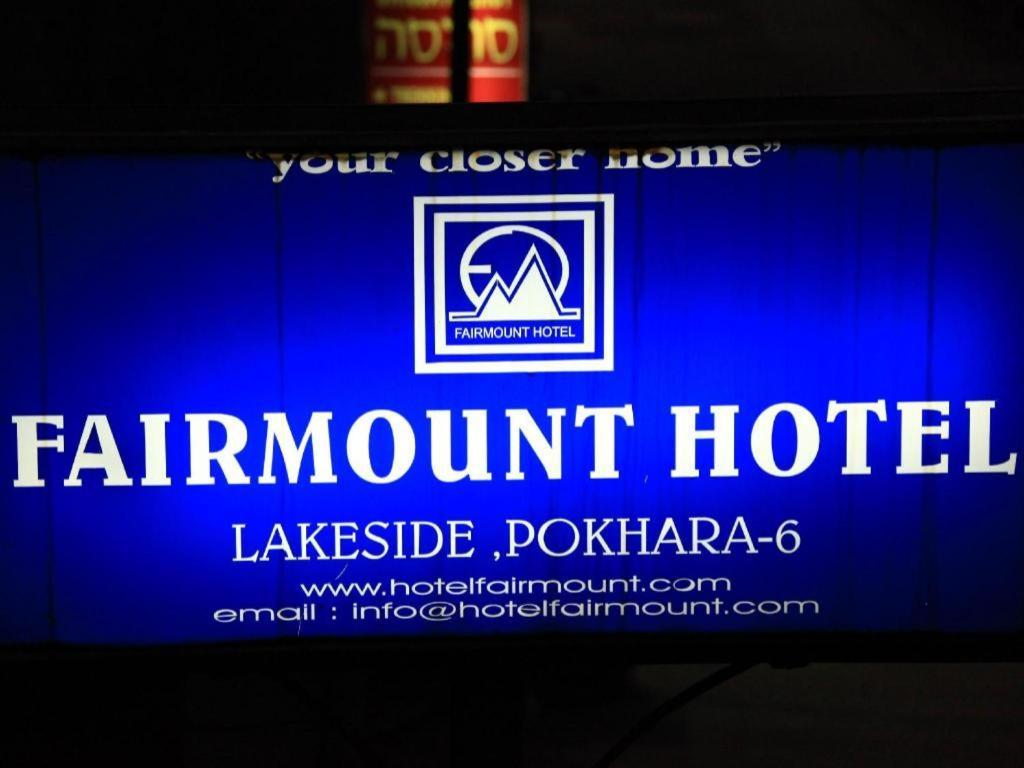 "your closer home"
FAIRMOUNT HOTEL
FAIRMOUNT HOTEL
LAKESIDE ,POKHARA-6
www.hotelfairmount.com
email : info@hotelfairmount.com